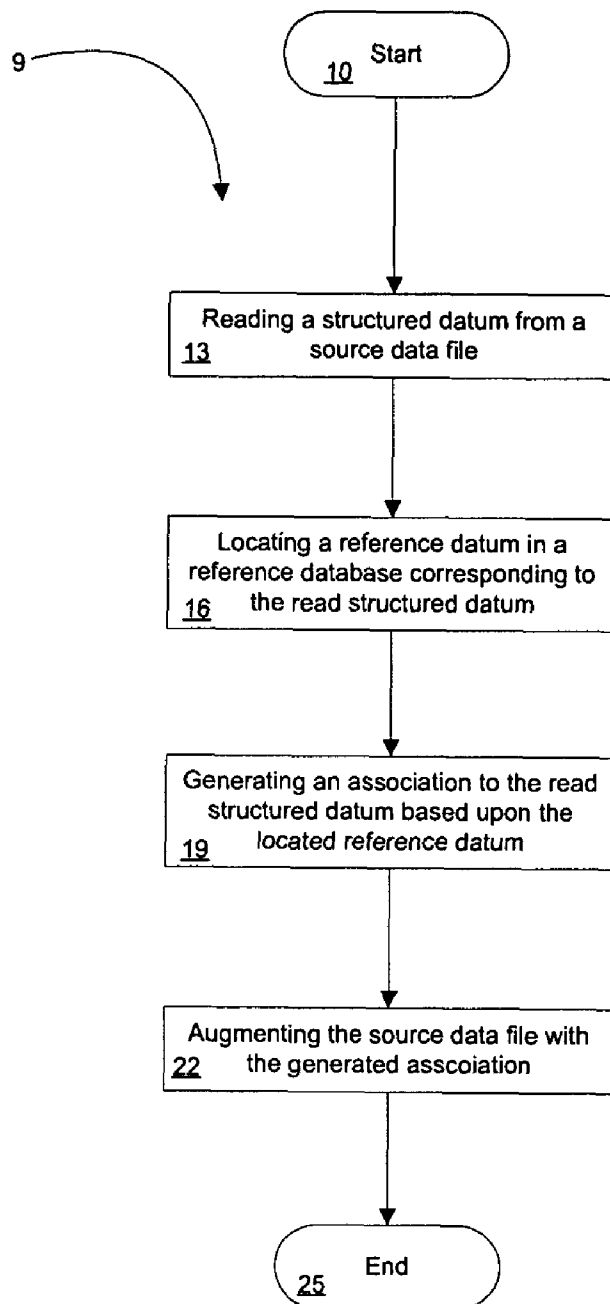 9
Start
10
Reading a structured datum from a
source data file
13
Locating a reference datum in a
reference database corresponding to
the read structured datum
16
Generating an association to the read
structured datum based upon the
located reference datum
19
Augmenting the source data file with
the generated asscoiation
22
End
25